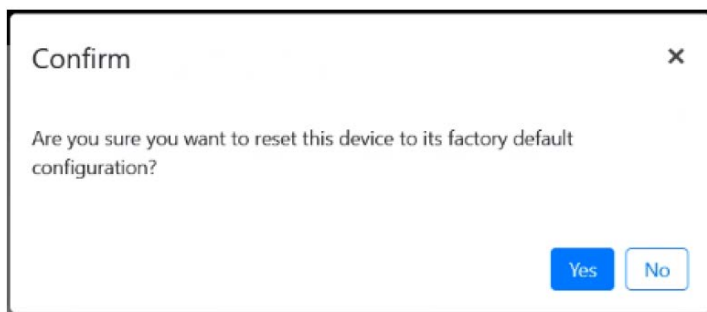 Confirm
Are you sure you want to reset this device to its factory default
configuration?
Yes No